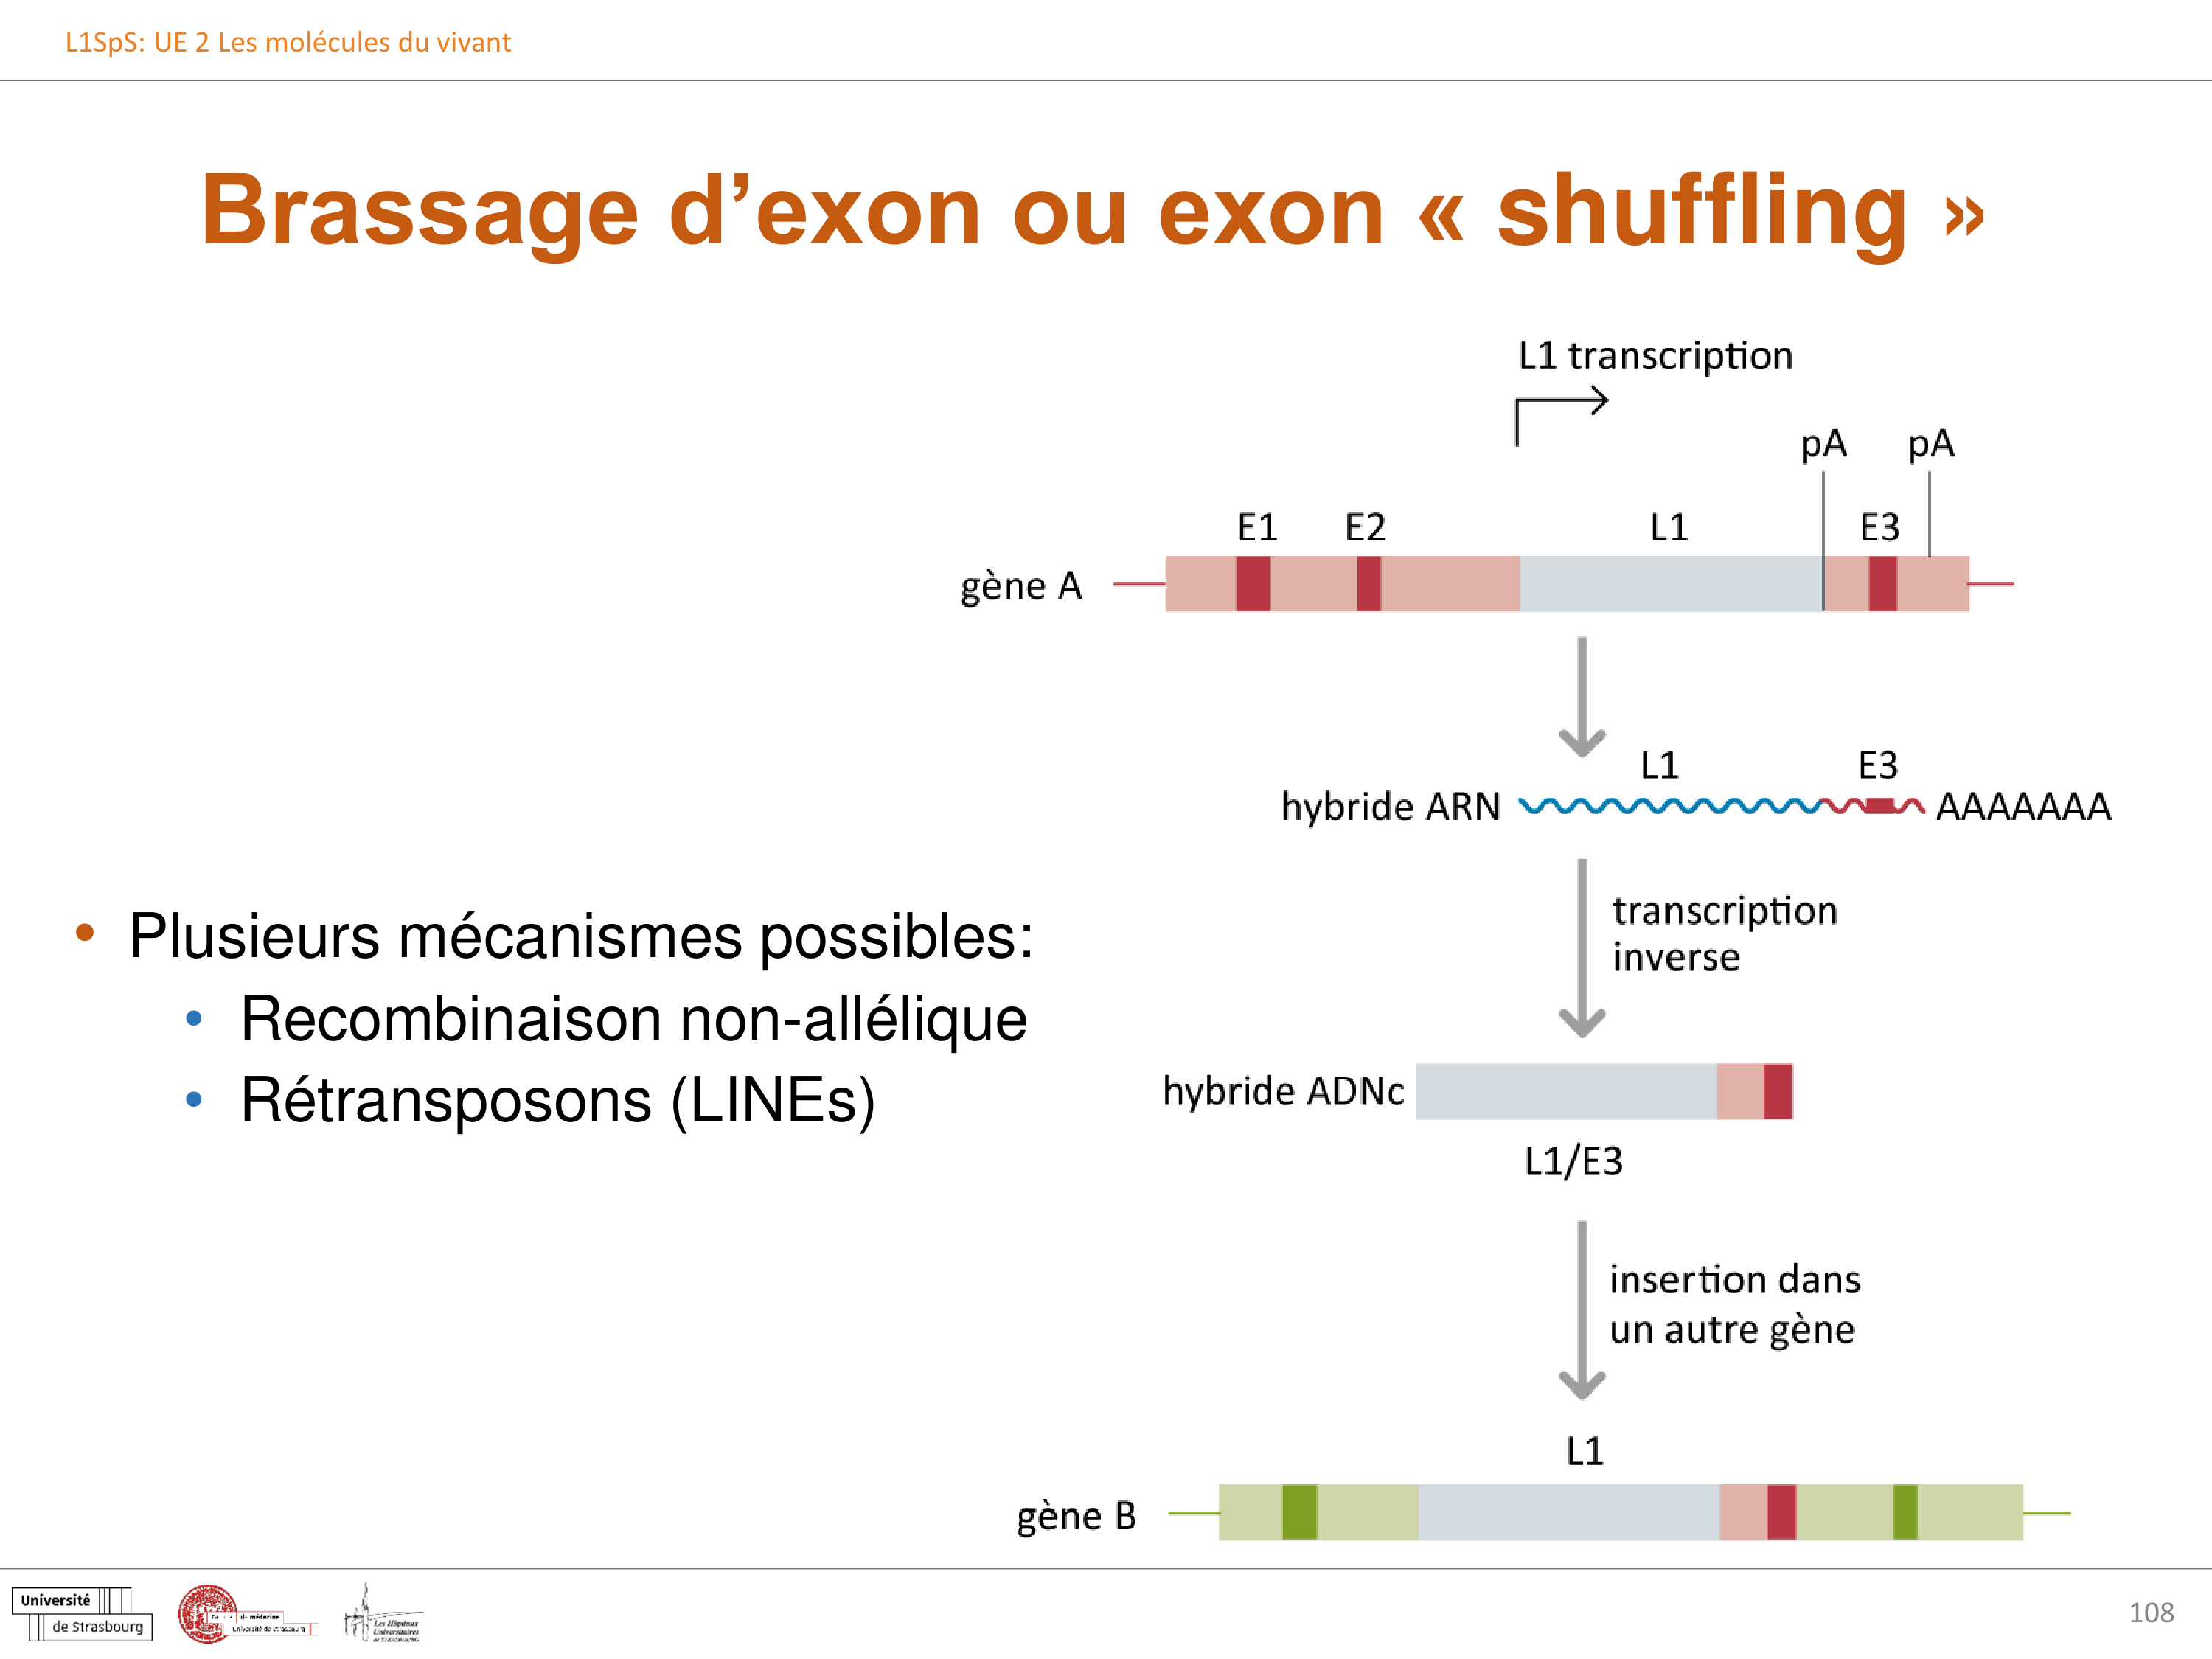 L1SpS: UE 2 Les molécules du vivant
Brassage d’exon ou exon « shuffling »
L1 transcription
pA pA
E1 E2 L1 E3
gène A
L1 E3
hybride ARN AAAAAAA
transcription
inverse
• Plusieurs mécanismes possibles:
• Recombinaison non-allélique
• Rétransposons (LINEs)
hybride ADNc
L1/E3
insertion dans
un autre gène
L1
gène B
Université
de Strasbourg
de médecine
Université de Strasbourg
Les Hôpitaux
Universitaires
de STRASBOURG
108